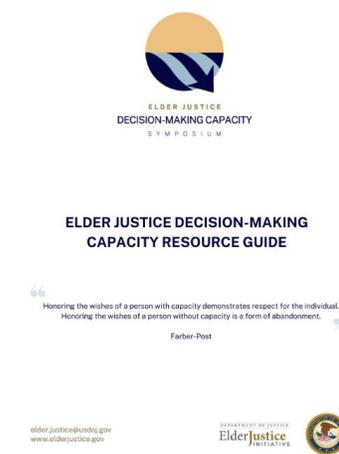 ELDER JUSTICE
DECISION-MAKING CAPACITY
SYMPOSIUM
ELDER JUSTICE DECISION-MAKING
CAPACITY RESOURCE GUIDE
“
Honoring the wishes of a person with capacity demonstrates respect for the individual.
Honoring the wishes of a person without capacity is a form of abandonment.
”
Farber-Post
elder.justice@usdoj.gov
www.elderjustice.gov
DEPARTMENT OF JUSTICE
ElderJustice
INITIATIVE